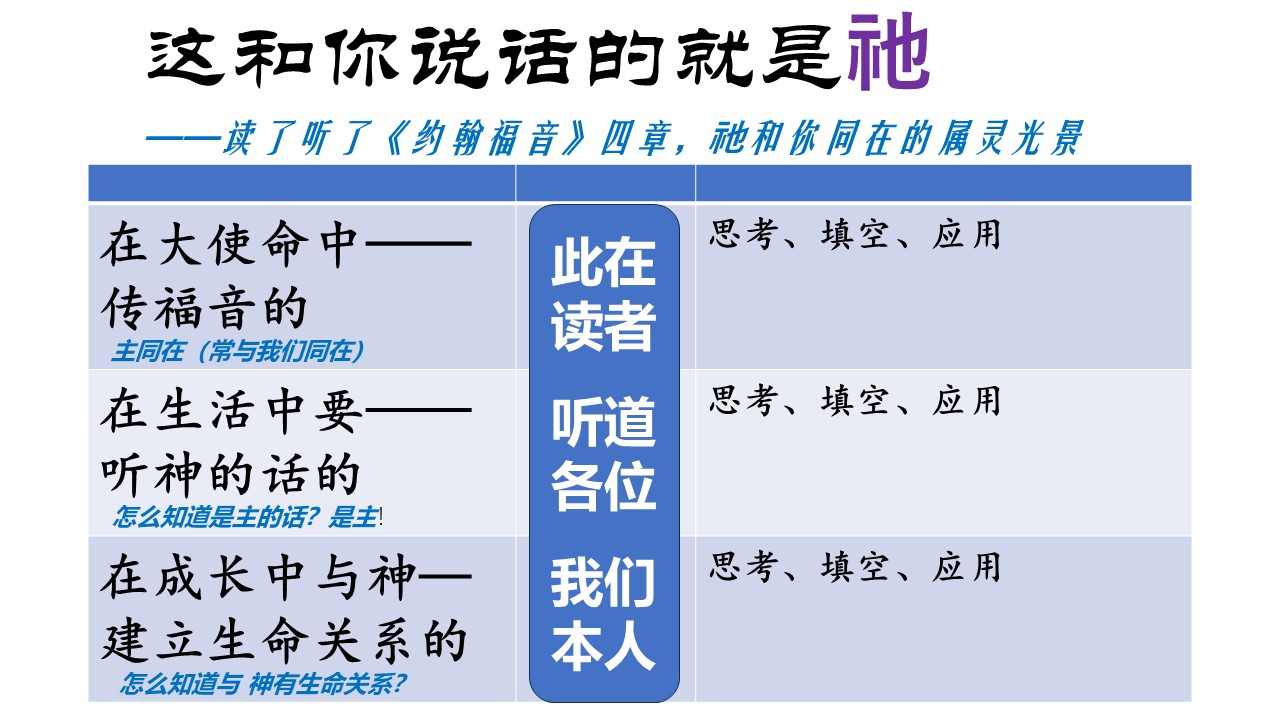 这和你说话的就是祂
——读了听了《约翰福音》四章，祂和你同在的属灵光景
在大使命中——
传福音的
主同在（常与我们同在）
此在
读者
思考、填空、应用
在生活中要——
听神的话的
怎么知道是主的话？是主!
听道
各位
思考、填空、应用
在成长中与神—
建立生命关系的
怎么知道与 神有生命关系？
我们
本人
思考、填空、应用